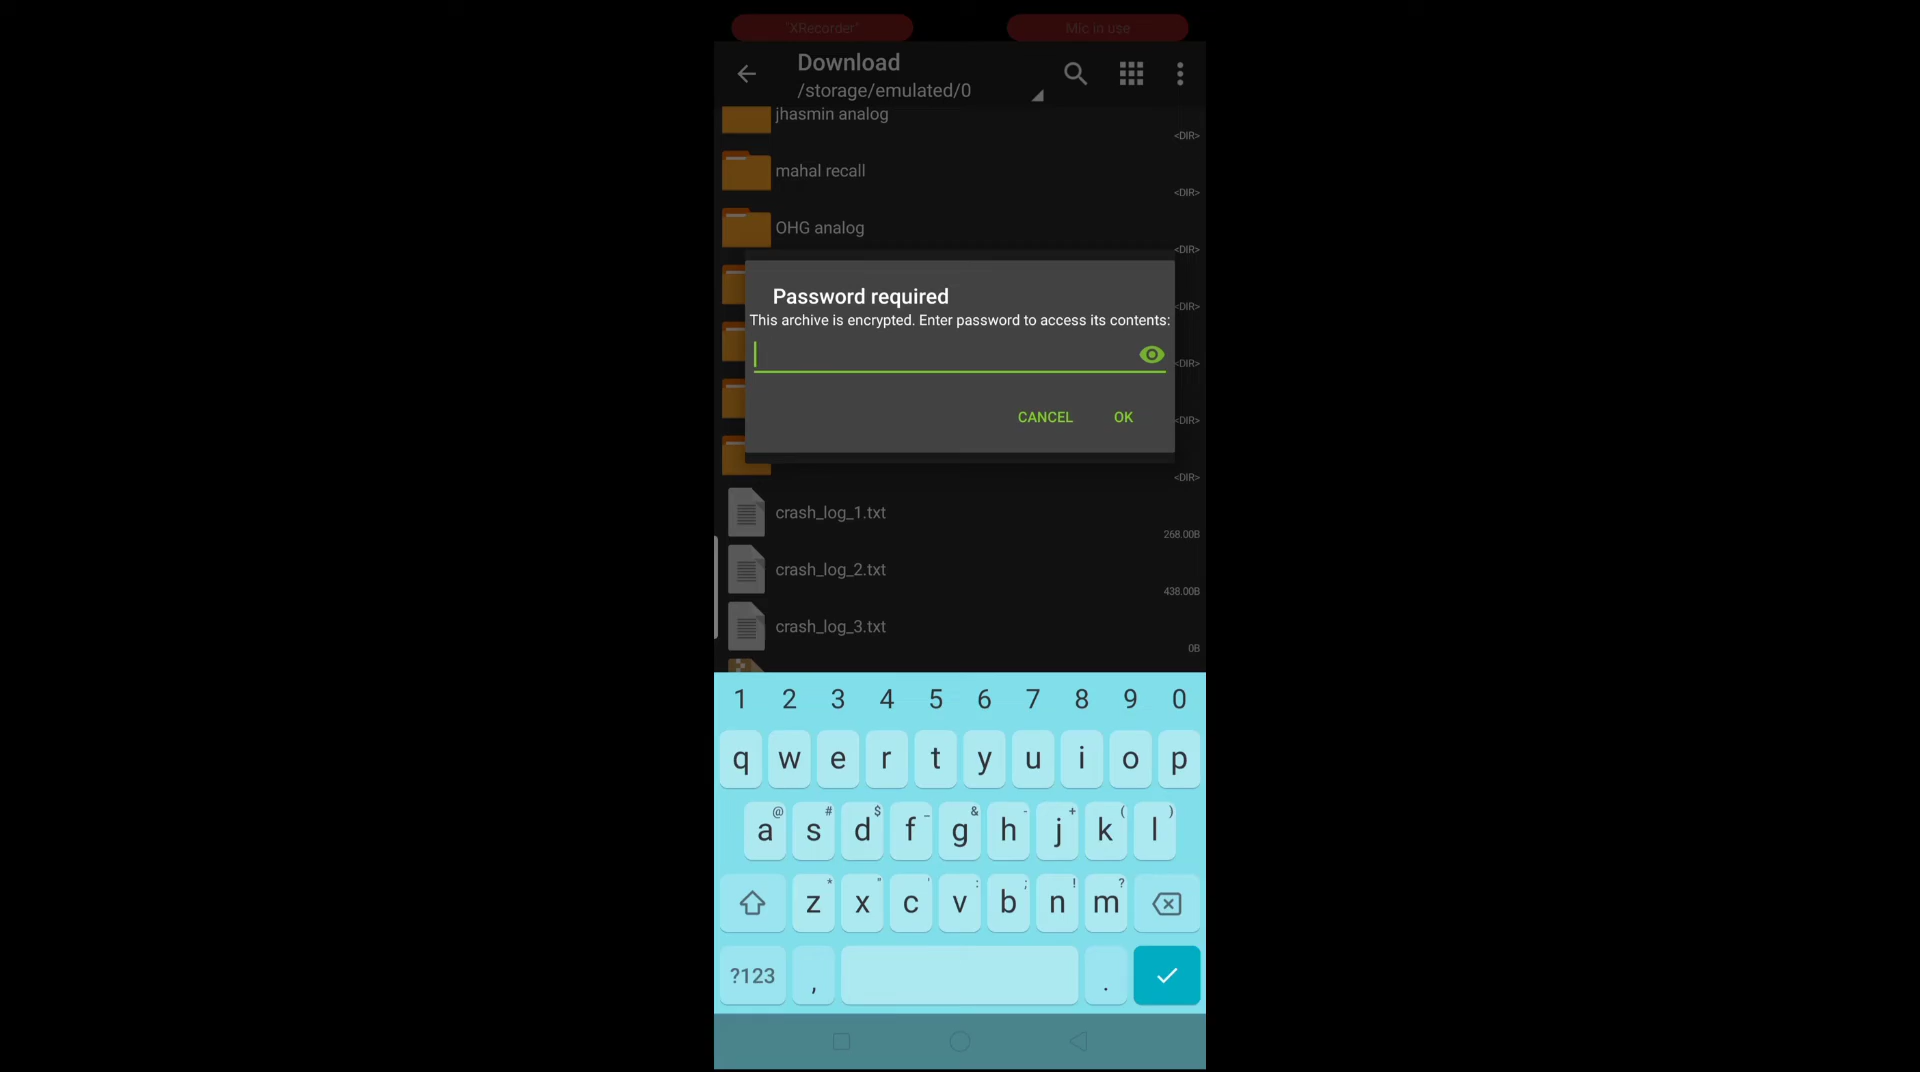 "XRecorder"
Mic in use
Download
/storage/emulated/0
jhasmin analog
<DIR>
mahal recall
<DIR>
OHG analog
<DIR>
Password required
<DIR>
This archive is encrypted. Enter password to access its contents:
<DIR>
CANCEL
OK
<DIR>
<DIR>
crash_log_1.txt
268.00B
crash_log_2.txt
438.00B
crash_log_3.txt
0B
1 2 3 4 5 6 7 8 9 0
q w e r t y u i o p
@ # $ _ & - + ( )
a s d f g h j k l
* " ' : ; ! ?
z x c v b n m
?123 , .